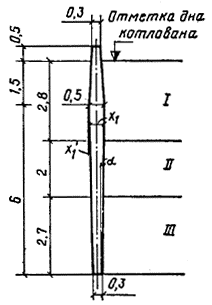 0,3
Отметка дна
котлована
0,5
1,5
2,8
0,5
x₁
I
x₁'
α
II
6
2
2,7
III
0,3